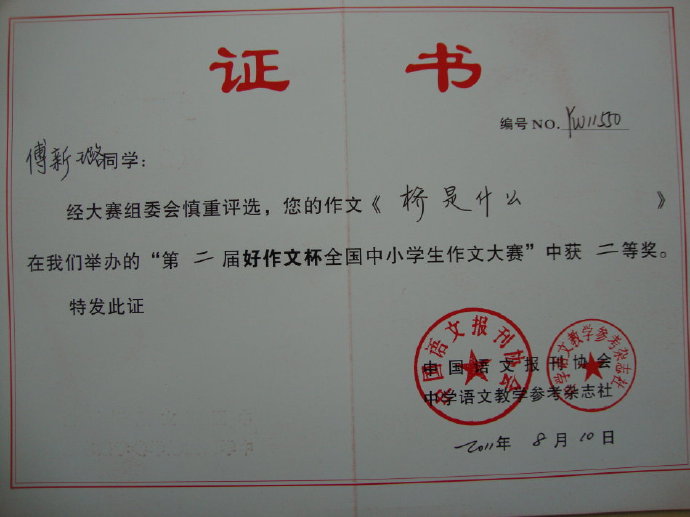 证 书
编号 NO. YW11550
傅新璐同学：
经大赛组委会慎重评选，您的作文《 桥是什么 》
在我们举办的“第 二 届好作文杯全国中小学生作文大赛”中获 二等奖。
特发此证
中国语文报刊协会
中学语文教学参考杂志社
中国语文报刊协会
中学语文教学参考杂志社
2011年 8 月 10 日